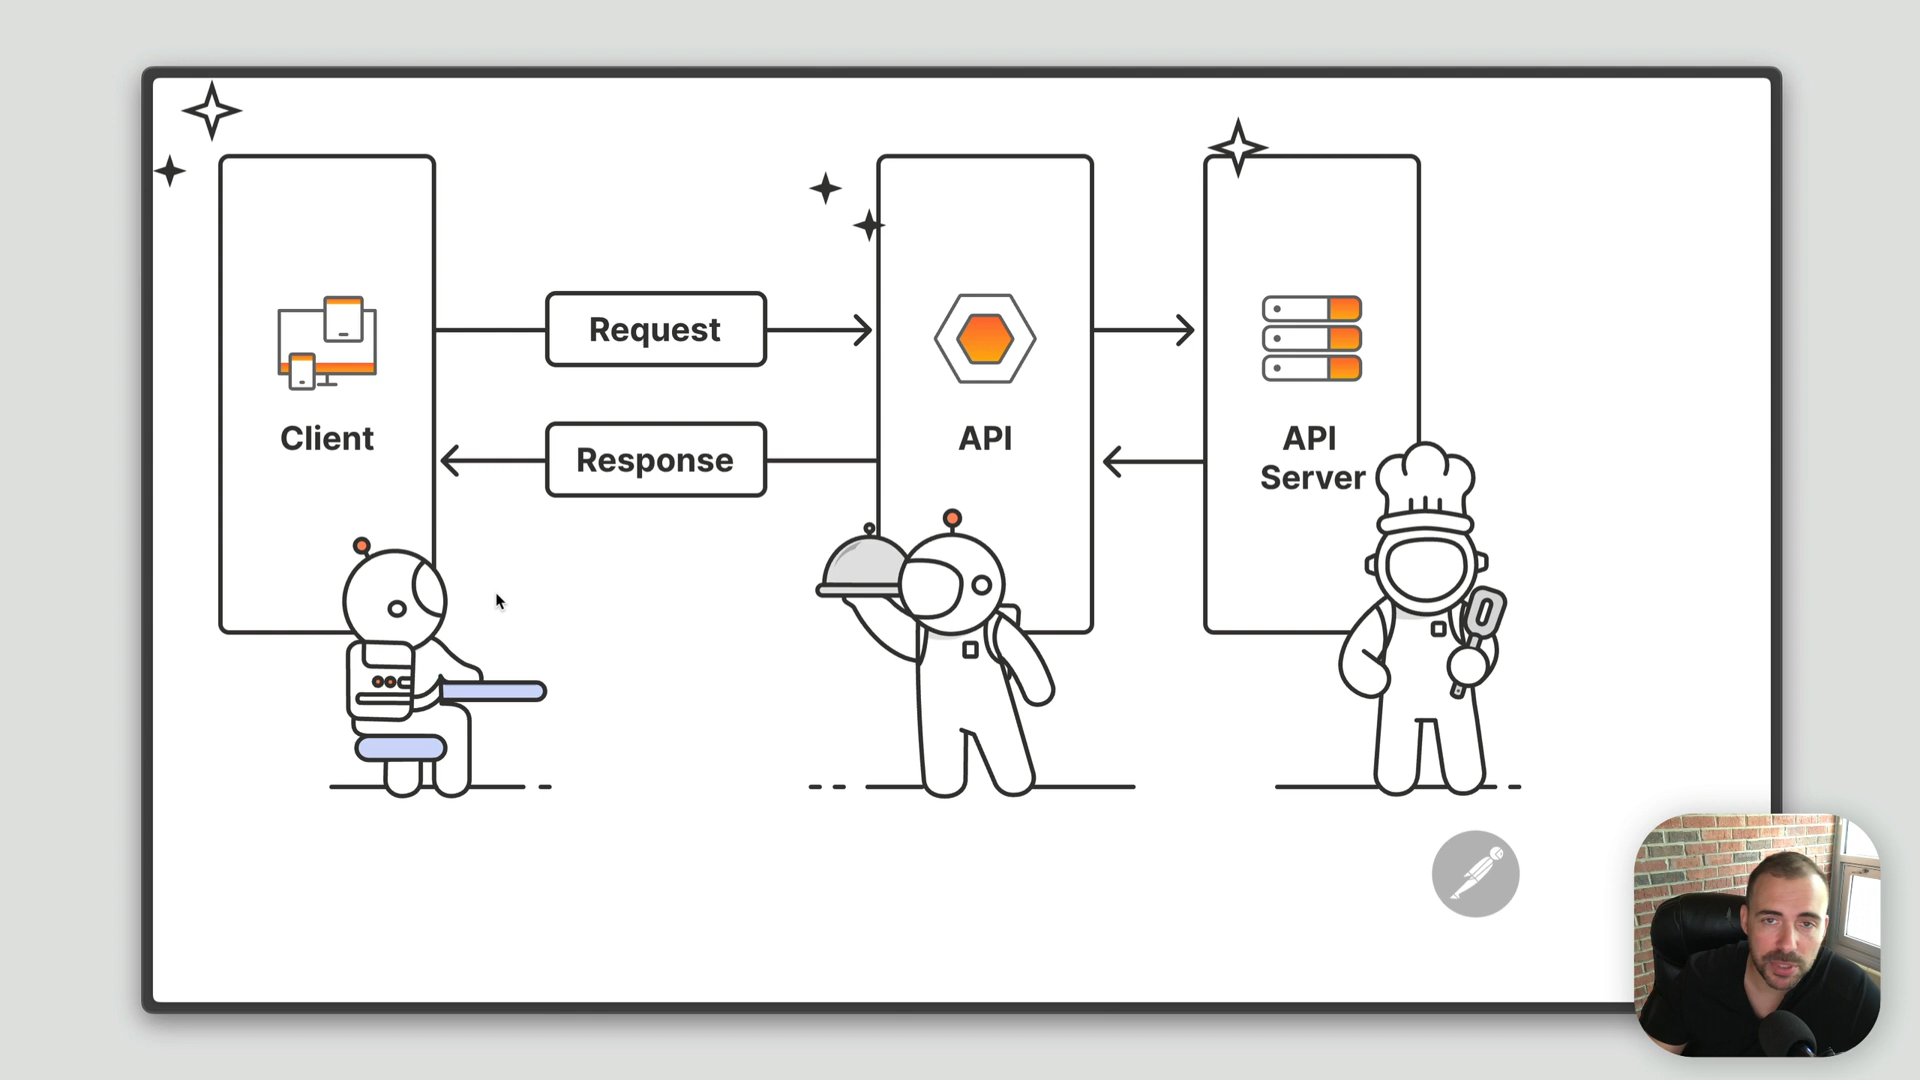 Request
Response
Client
API
API
Server